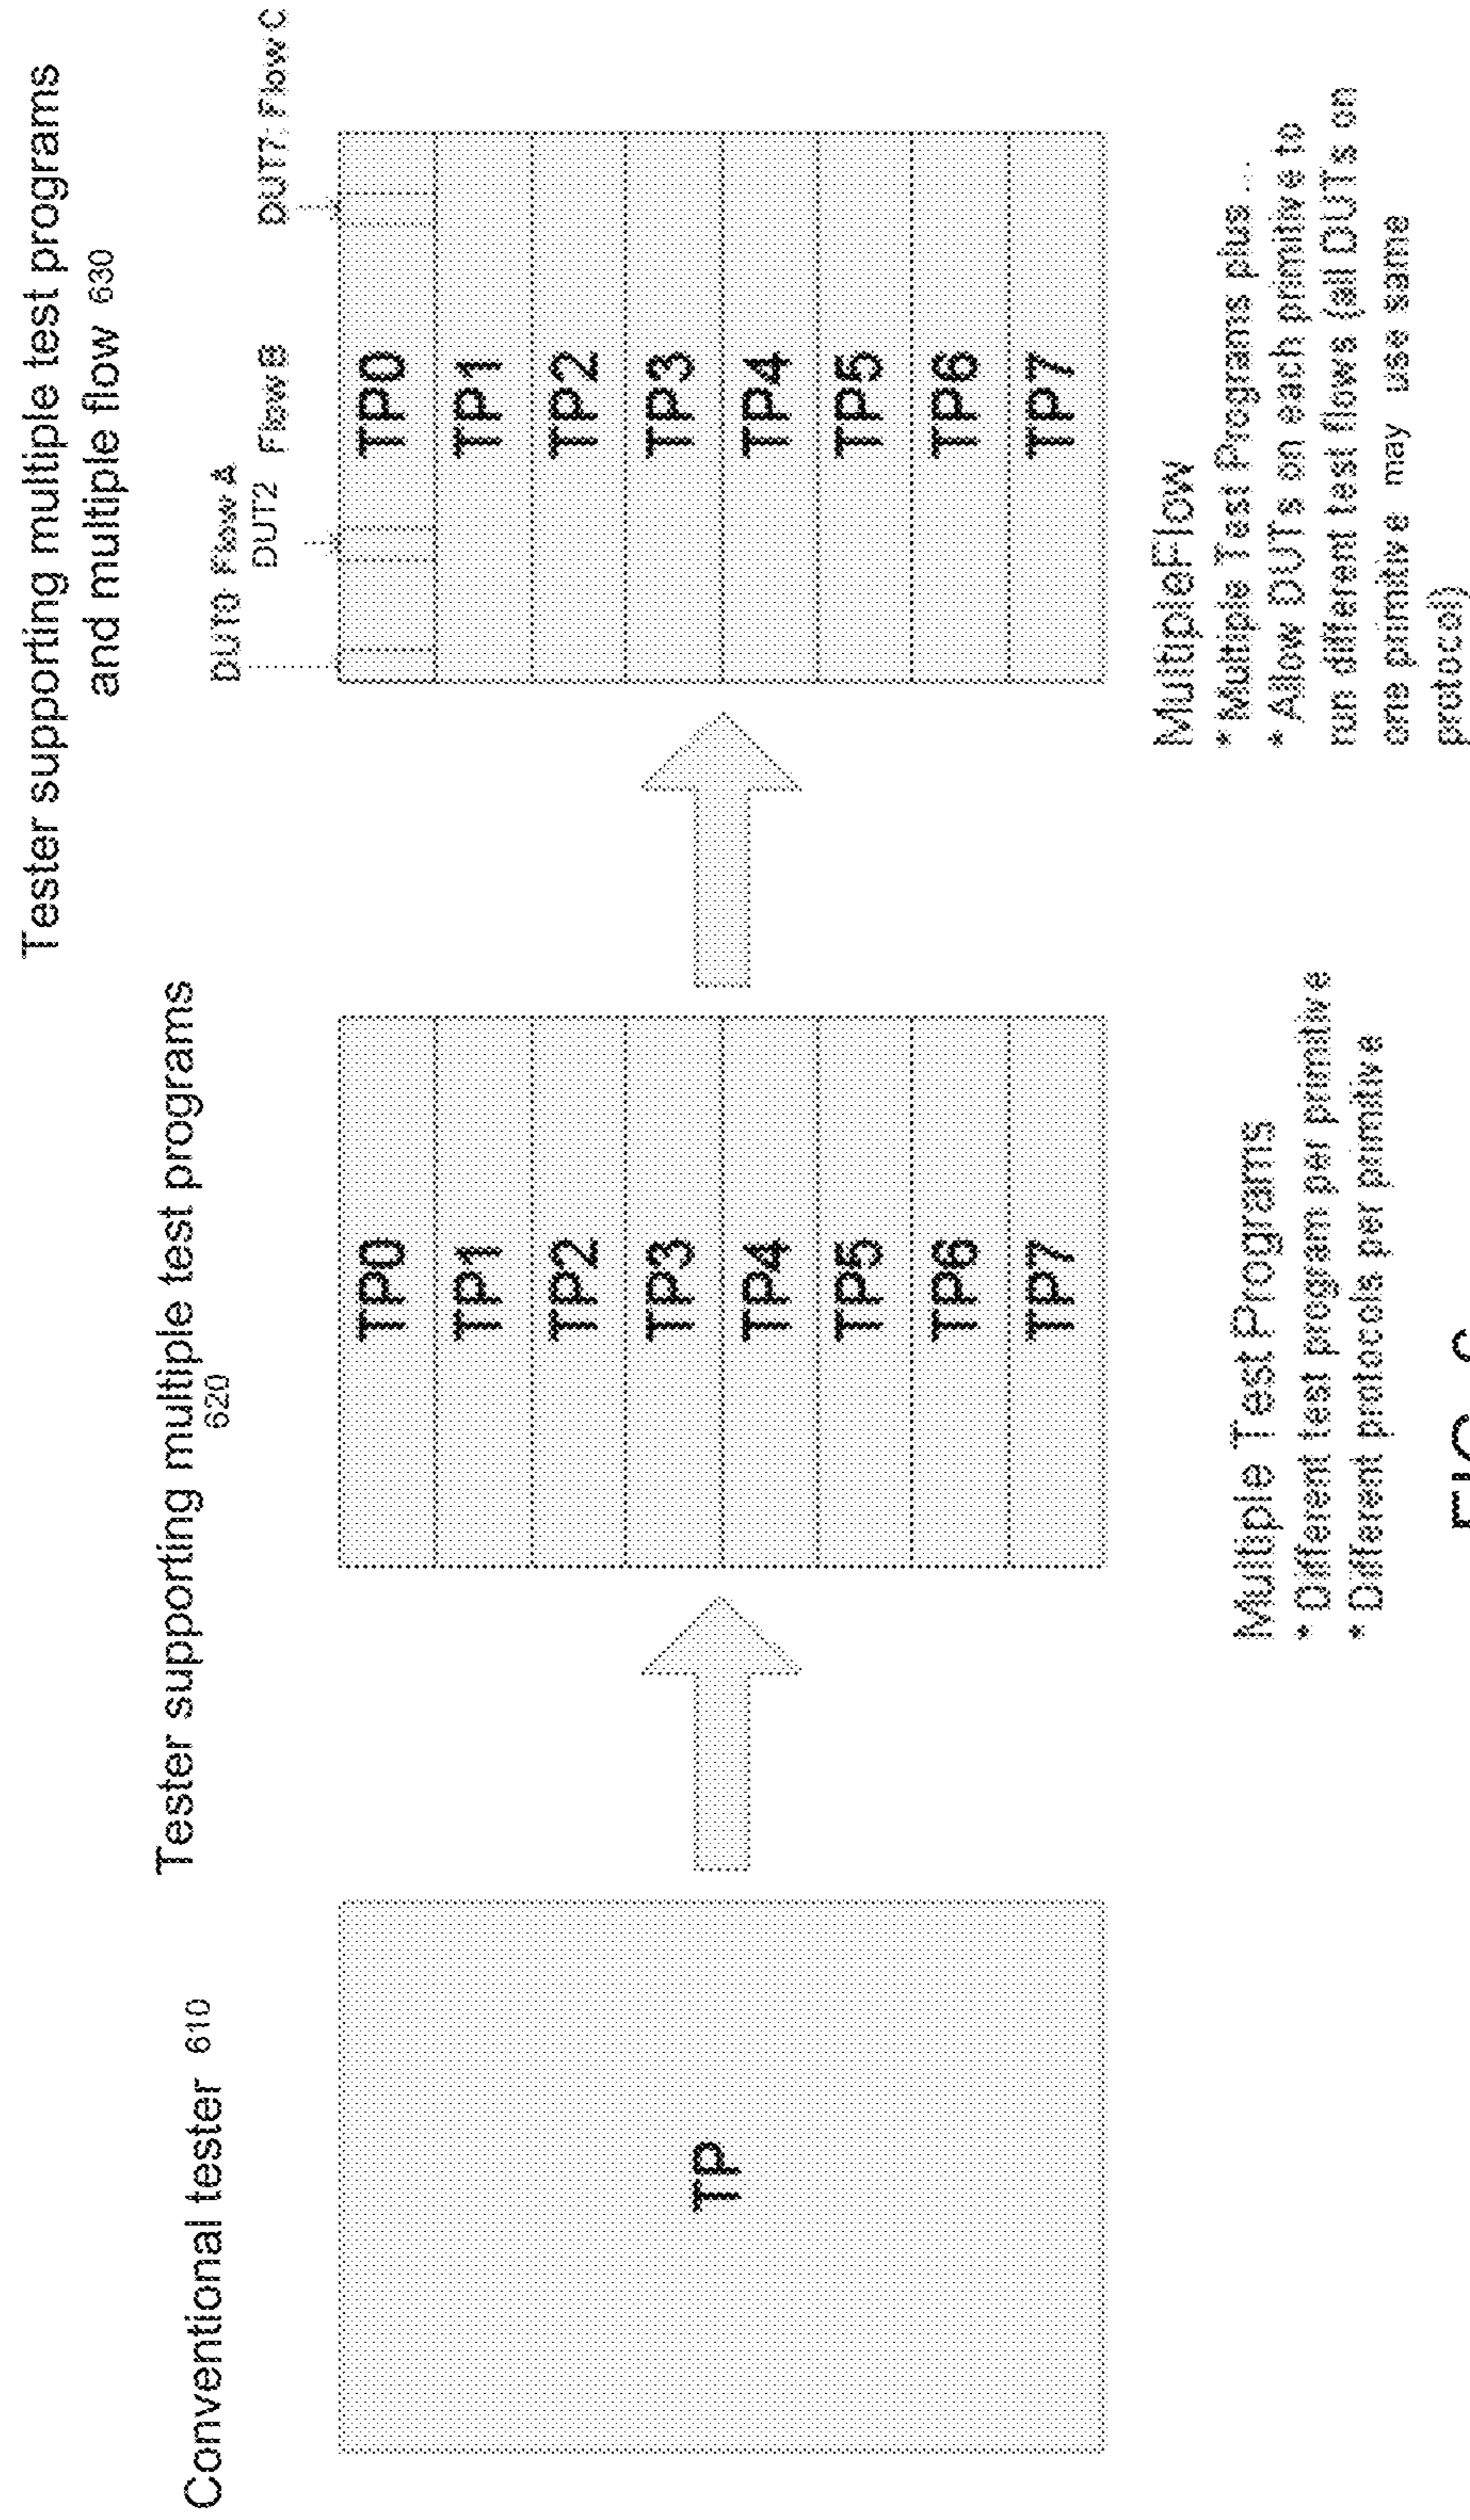 Conventional tester 610
TP
Tester supporting multiple test programs
620
TP0
TP1
TP2
TP3
TP4
TP5
TP6
TP7
Multiple Test Programs
* Different test program per primitive
* Different protocols per primitive
Tester supporting multiple test programs
and multiple flow 630
DUT0 Flow A
DUT2 Flow B
DUT7 Flow C
TP0
TP1
TP2
TP3
TP4
TP5
TP6
TP7
MultipleFlow
* Multiple Test Programs plus...
* Allow DUTs on each primitive to
run different test flows (all DUTs on
one primitive may use same
protocol)